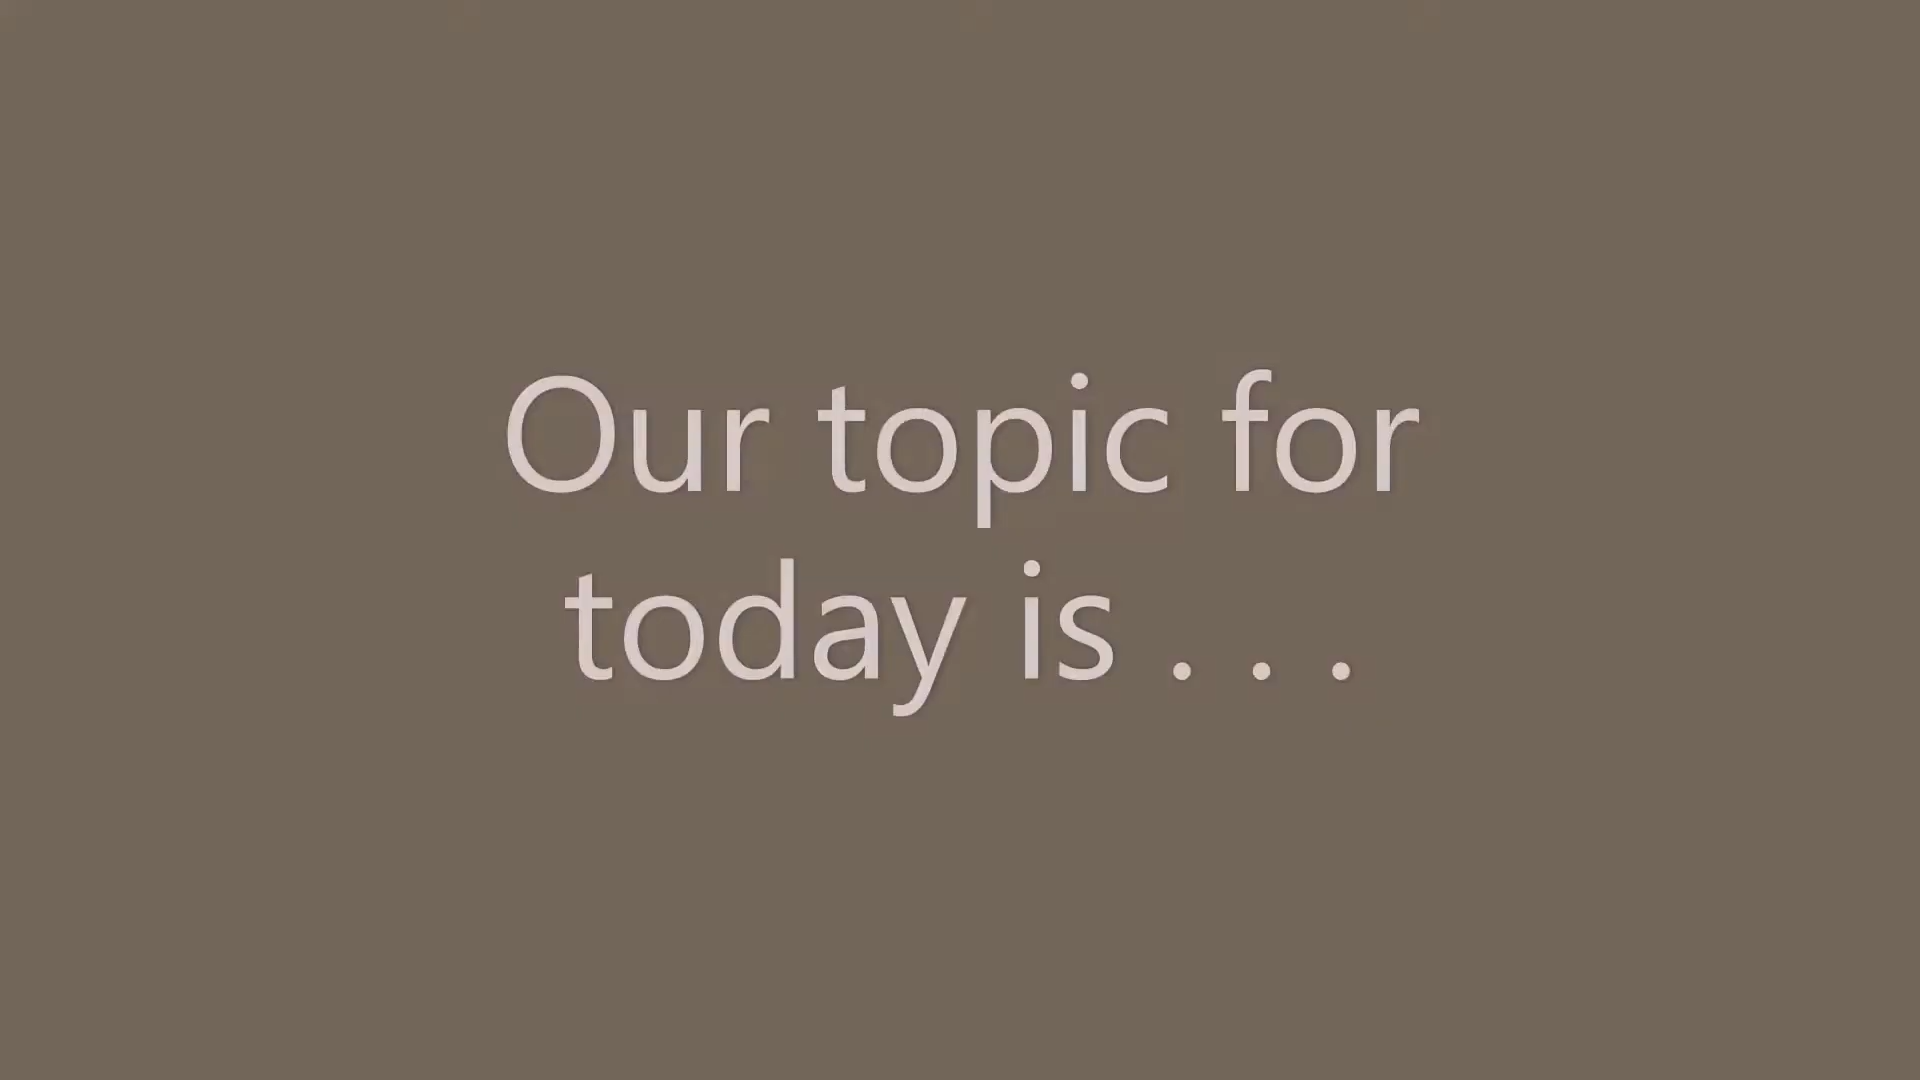 Our topic for
today is . . .